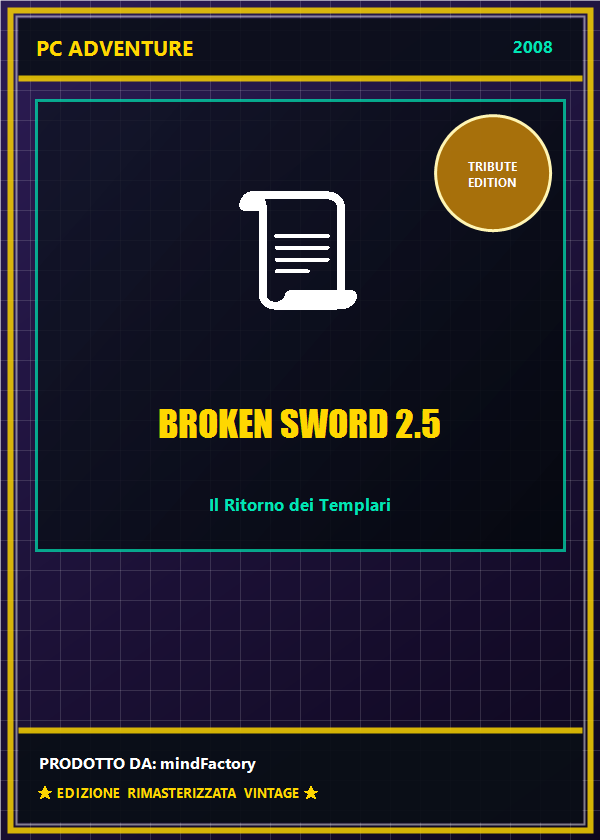 PC ADVENTURE
2008
TRIBUTE
EDITION
BROKEN SWORD 2.5
Il Ritorno dei Templari
PRODOTTO DA: mindFactory
★ EDIZIONE RIMASTERIZZATA VINTAGE ★